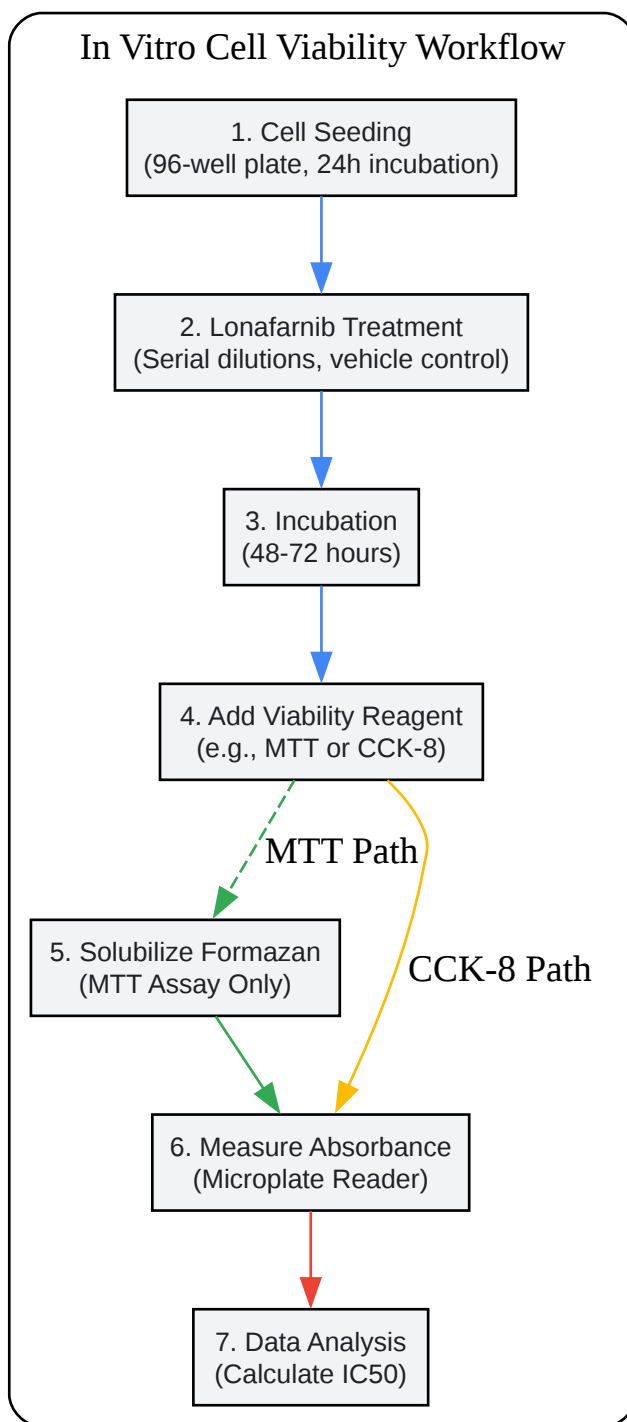 In Vitro Cell Viability Workflow
1. Cell Seeding
(96-well plate, 24h incubation)
2. Lonafarnib Treatment
(Serial dilutions, vehicle control)
3. Incubation
(48-72 hours)
4. Add Viability Reagent
(e.g., MTT or CCK-8)
MTT Path
5. Solubilize Formazan
(MTT Assay Only)
CCK-8 Path
6. Measure Absorbance
(Microplate Reader)
7. Data Analysis
(Calculate IC50)